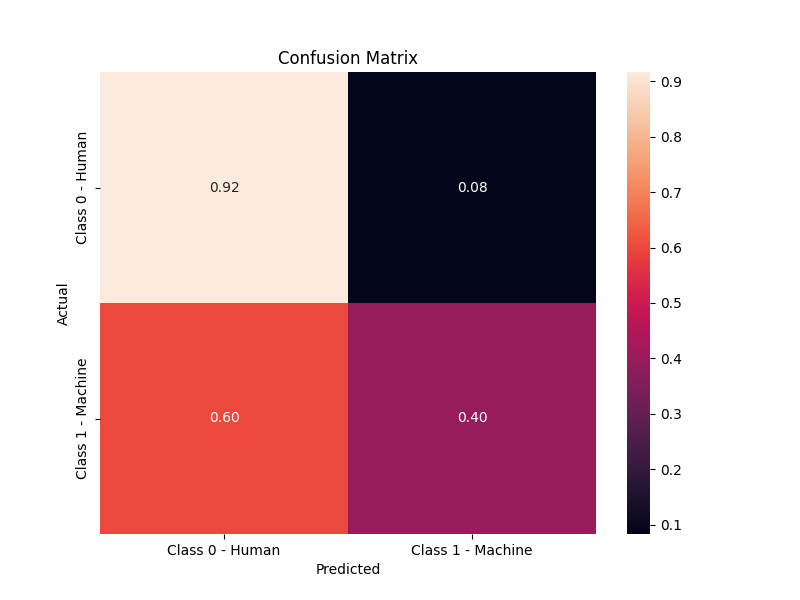 Confusion Matrix
Class 0 - Human
Class 1 - Machine
Actual
0.92
0.08
0.60
0.40
Class 0 - Human
Class 1 - Machine
Predicted
0.9
0.8
0.7
0.6
0.5
0.4
0.3
0.2
0.1